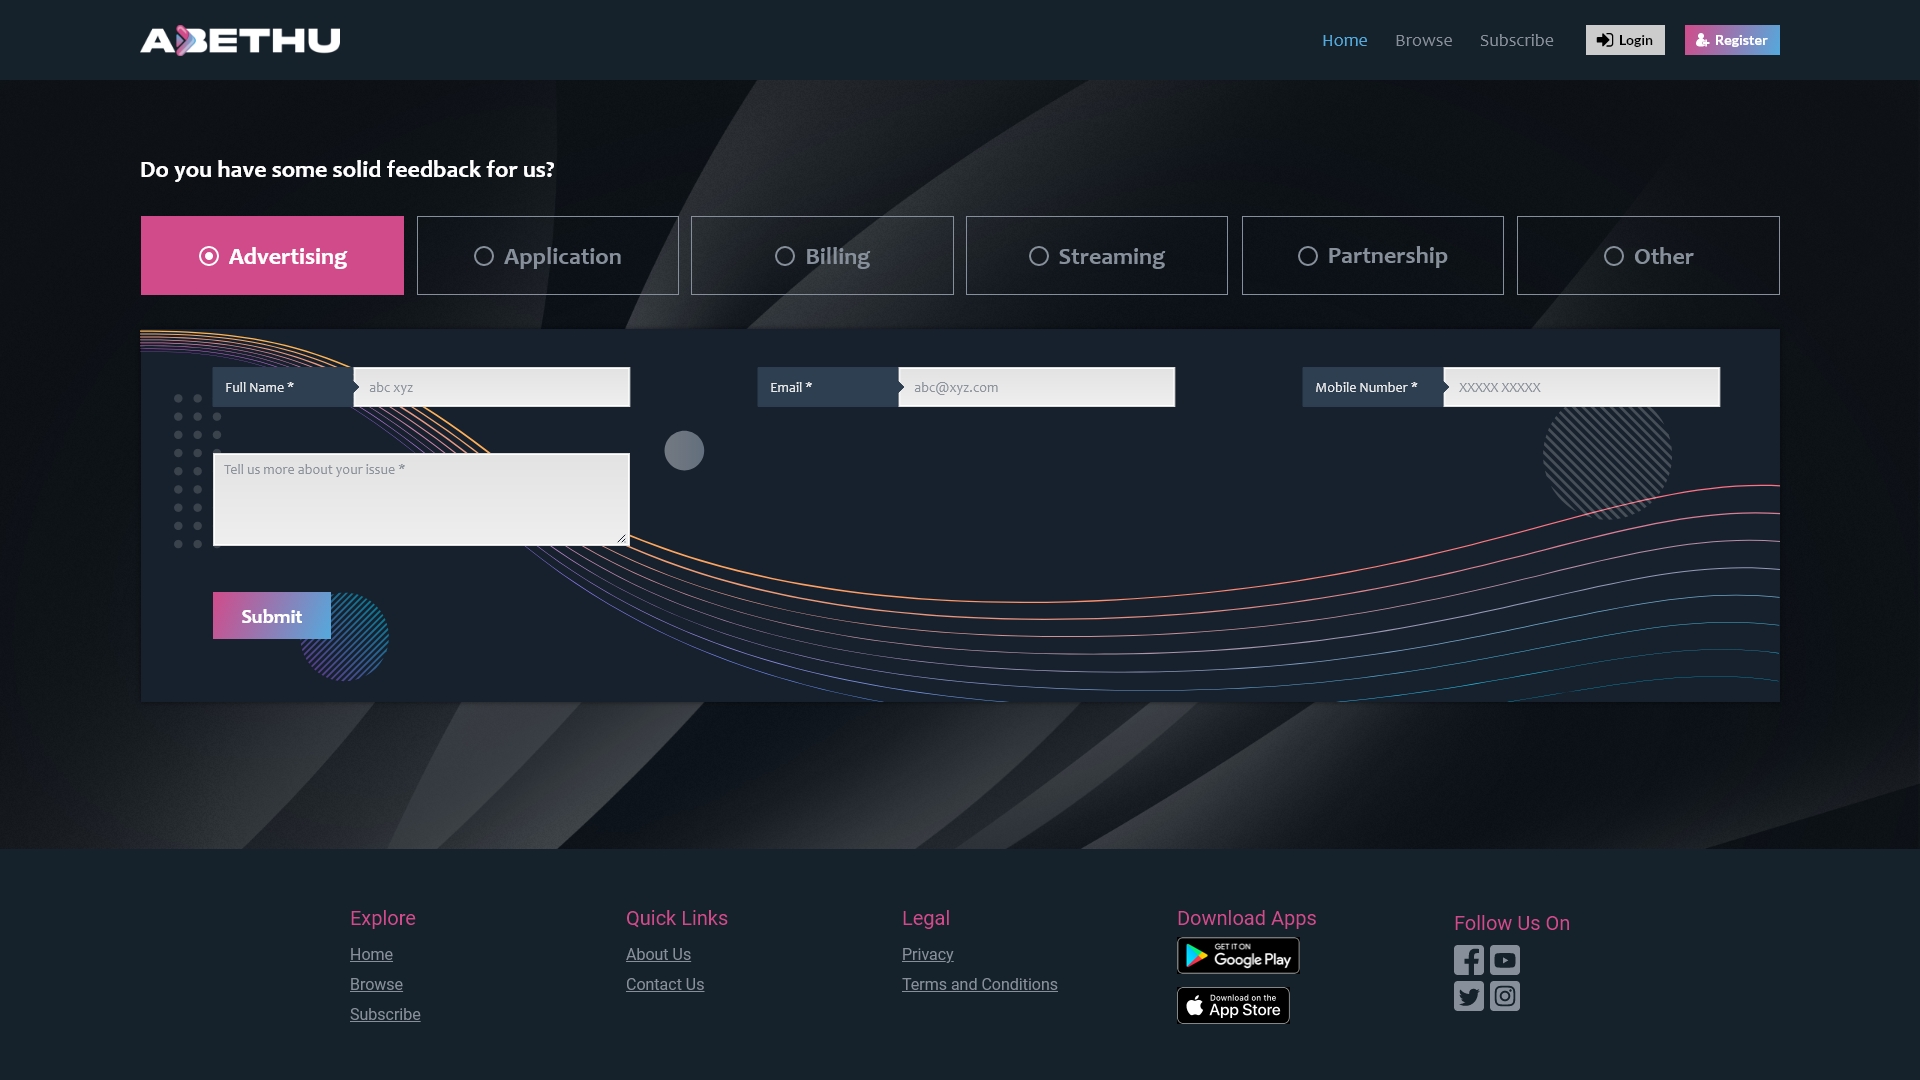 ABETHU
Home
Browse
Subscribe
Login
Register
Do you have some solid feedback for us?
Advertising
Application
Billing
Streaming
Partnership
Other
Full Name *
abc xyz
Email *
abc@xyz.com
Mobile Number *
XXXXX XXXXX
Tell us more about your issue *
Submit
Explore
Home
Browse
Subscribe
Quick Links
About Us
Contact Us
Legal
Privacy
Terms and Conditions
Download Apps
GET IT ON
Google Play
Download on the
App Store
Follow Us On